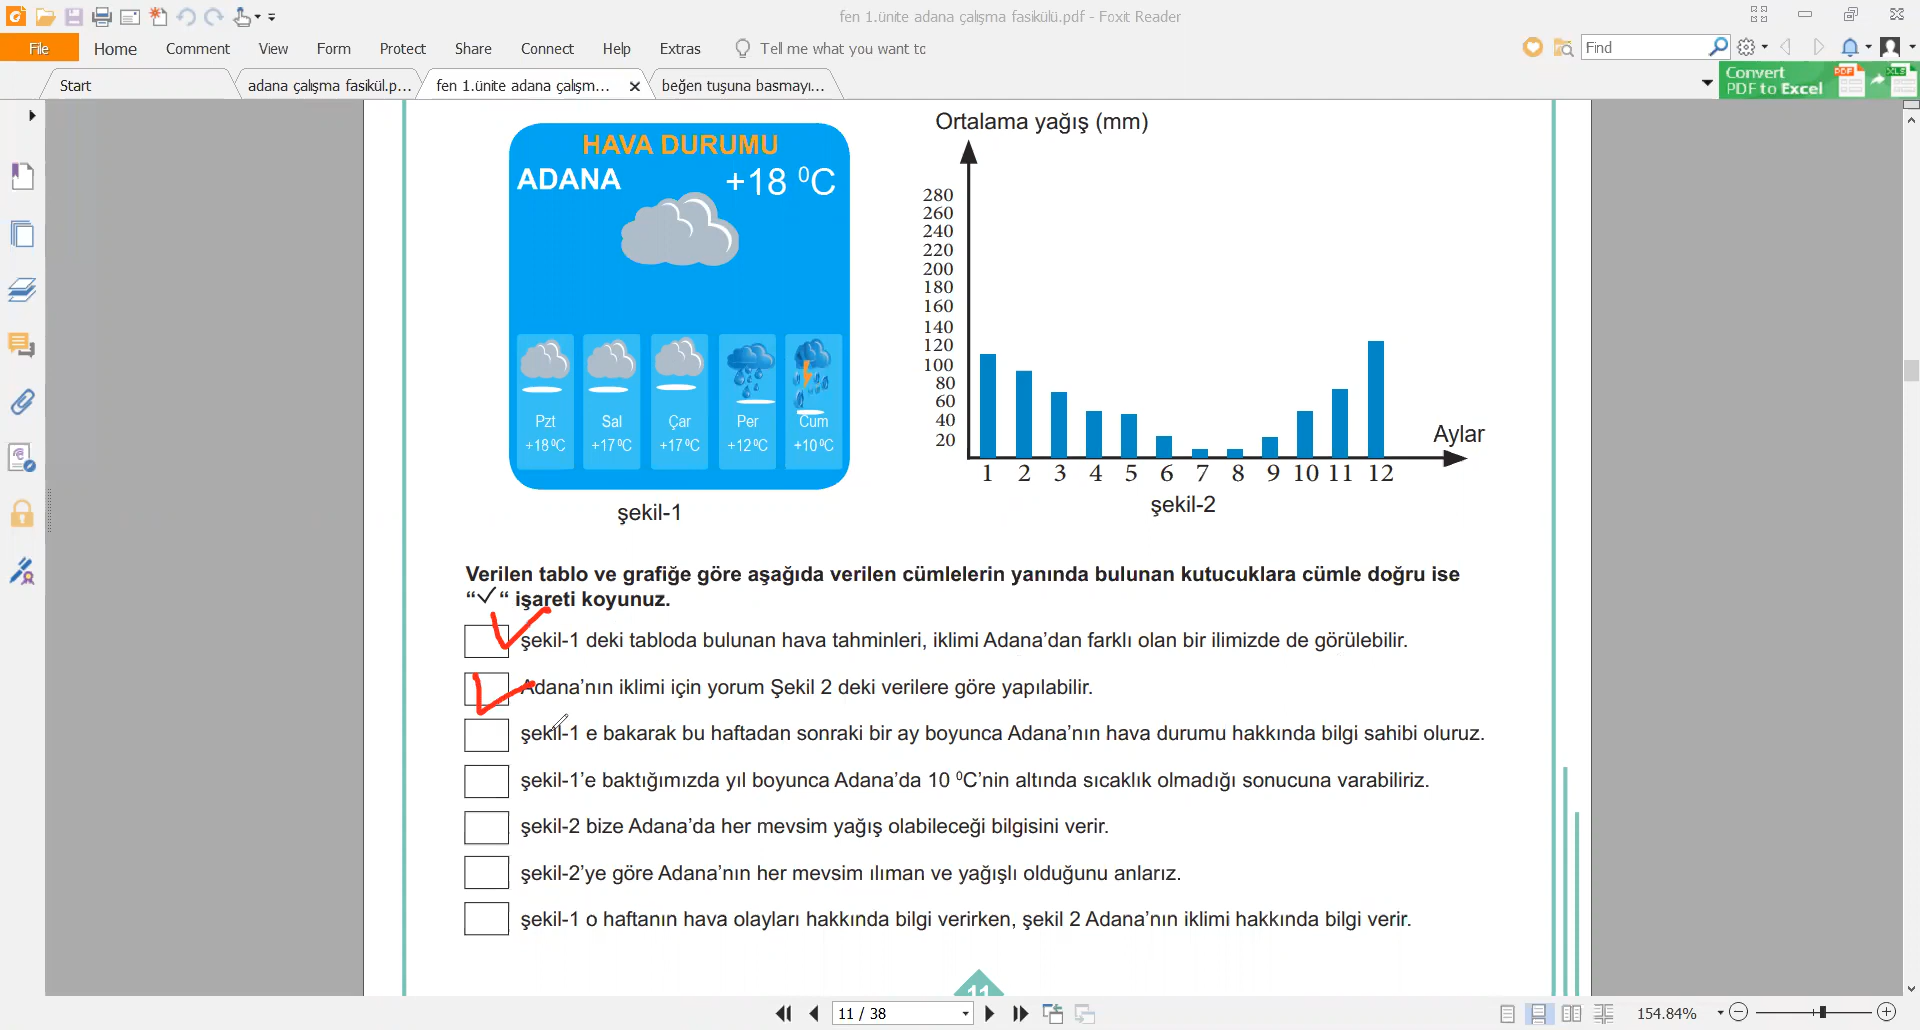 fen 1.ünite adana çalışma fasikülü.pdf - Foxit Reader
File Home Comment View Form Protect Share Connect Help Extras Tell me what you want to Find
Start adana çalışma fasikül.p... fen 1.ünite adana çalışm... beğen tuşuna basmayı...
Convert
PDF to Excel
PDF XLS
HAVA DURUMU
ADANA +18 ⁰C
Pzt Sal Çar Per Cum
+18⁰C +17⁰C +17⁰C +12⁰C +10⁰C
şekil-1
Ortalama yağış (mm)
280
260
240
220
200
180
160
140
120
100
80
60
40
20
Aylar
1 2 3 4 5 6 7 8 9 10 11 12
şekil-2
Verilen tablo ve grafiğe göre aşağıda verilen cümlelerin yanında bulunan kutucuklara cümle doğru ise
“✓“ işareti koyunuz.
şekil-1 deki tabloda bulunan hava tahminleri, iklimi Adana’dan farklı olan bir ilimizde de görülebilir.
Adana’nın iklimi için yorum Şekil 2 deki verilere göre yapılabilir.
şekil-1 e bakarak bu haftadan sonraki bir ay boyunca Adana’nın hava durumu hakkında bilgi sahibi oluruz.
şekil-1’e baktığımızda yıl boyunca Adana’da 10 ⁰C’nin altında sıcaklık olmadığı sonucuna varabiliriz.
şekil-2 bize Adana’da her mevsim yağış olabileceği bilgisini verir.
şekil-2’ye göre Adana’nın her mevsim ılıman ve yağışlı olduğunu anlarız.
şekil-1 o haftanın hava olayları hakkında bilgi verirken, şekil 2 Adana’nın iklimi hakkında bilgi verir.
11
11 / 38
154.84%